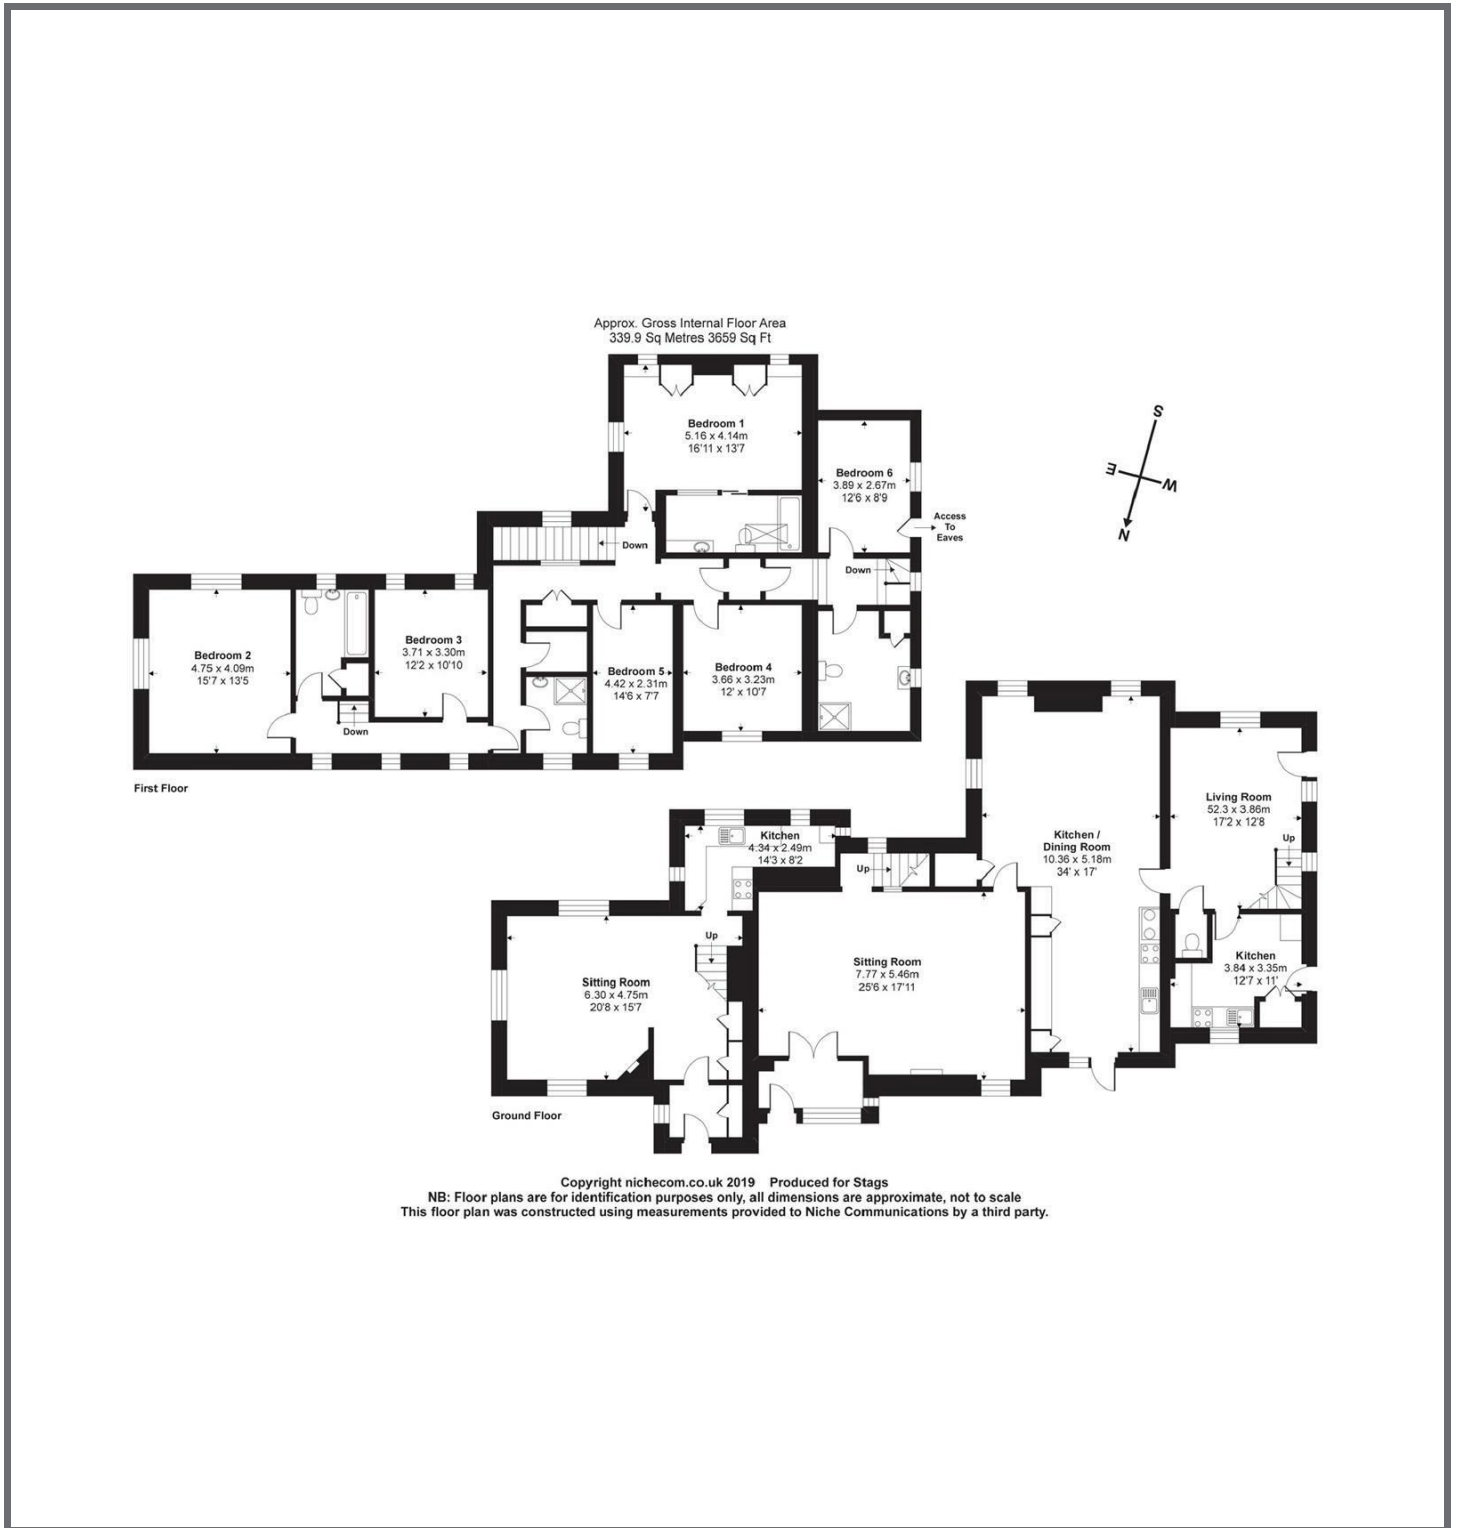 Approx. Gross Internal Floor Area
339.9 Sq Metres 3659 Sq Ft
Bedroom 1
5.16 x 4.14m
16'11 x 13'7
Bedroom 6
3.89 x 2.67m
12'6 x 8'9
Access
To
Eaves
S
E
W
N
Down
Down
Bedroom 2
4.75 x 4.09m
15'7 x 13'5
Bedroom 3
3.71 x 3.30m
12'2 x 10'10
Bedroom 5
4.42 x 2.31m
14'6 x 7'7
Bedroom 4
3.66 x 3.23m
12' x 10'7
Down
First Floor
Kitchen
4.34 x 2.49m
14'3 x 8'2
Up
Kitchen /
Dining Room
10.36 x 5.18m
34' x 17'
Living Room
52.3 x 3.86m
17'2 x 12'8
Up
Up
Sitting Room
6.30 x 4.75m
20'8 x 15'7
Sitting Room
7.77 x 5.46m
25'6 x 17'11
Kitchen
3.84 x 3.35m
12'7 x 11'
Ground Floor
Copyright nichecom.co.uk 2019 Produced for Stags
NB: Floor plans are for identification purposes only, all dimensions are approximate, not to scale
This floor plan was constructed using measurements provided to Niche Communications by a third party.